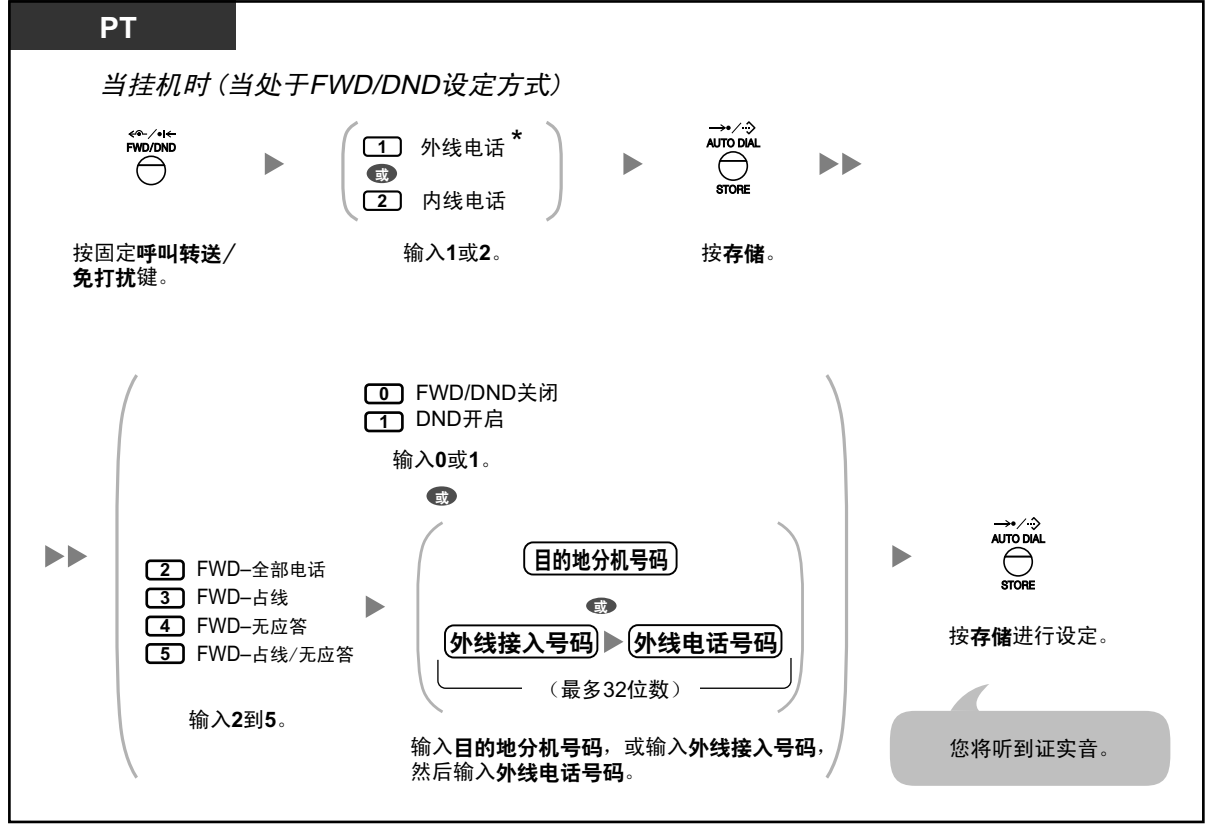 PT
当挂机时（当处于FWD/DND设定方式）
FWD/DND
1 外线电话*
或
2 内线电话
AUTO DIAL
STORE
按固定呼叫转送/
免打扰键。
输入1或2。
按存储。
0 FWD/DND关闭
1 DND开启
输入0或1。
或
2 FWD–全部电话
3 FWD–占线
4 FWD–无应答
5 FWD–占线/无应答
输入2到5。
目的地分机号码
或
外线接入号码 外线电话号码
（最多32位数）
输入目的地分机号码，或输入外线接入号码，
然后输入外线电话号码。
AUTO DIAL
STORE
按存储进行设定。
您将听到证实音。